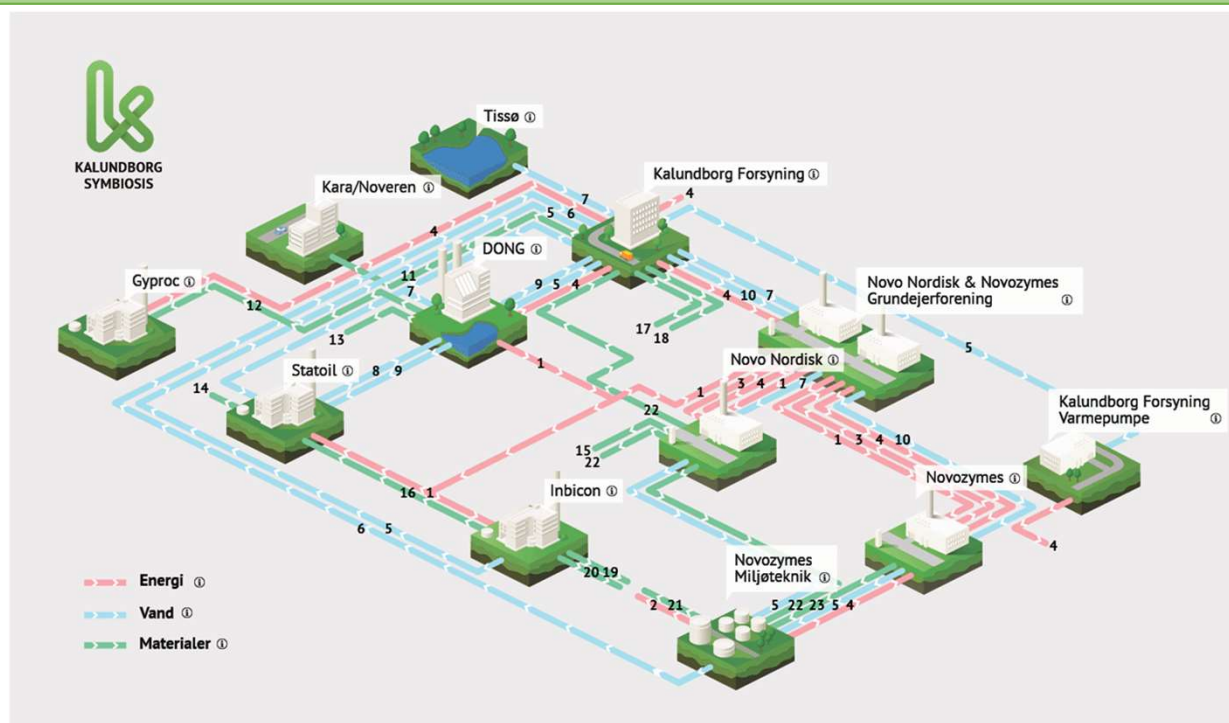 KALUNDBORG
SYMBIOSIS
Tissø
Kara/Noveren
Kalundborg Forsyning
7
4
5 6
4
DONG
Gyproc
11
7
12
9 5 4
13
4 10 7
17
18
Novo Nordisk & Novozymes
Grundejerforening
5
Statoil
8 9
14
1
Novo Nordisk
1 3 4 1 7
22
15
22
1 3 4 10
Kalundborg Forsyning
Varmepumpe
16 1
Inbicon
Novozymes
6 5
4
20 19
Novozymes
Miljøteknik
2 21
5 22 23 5 4
Energi
Vand
Materialer